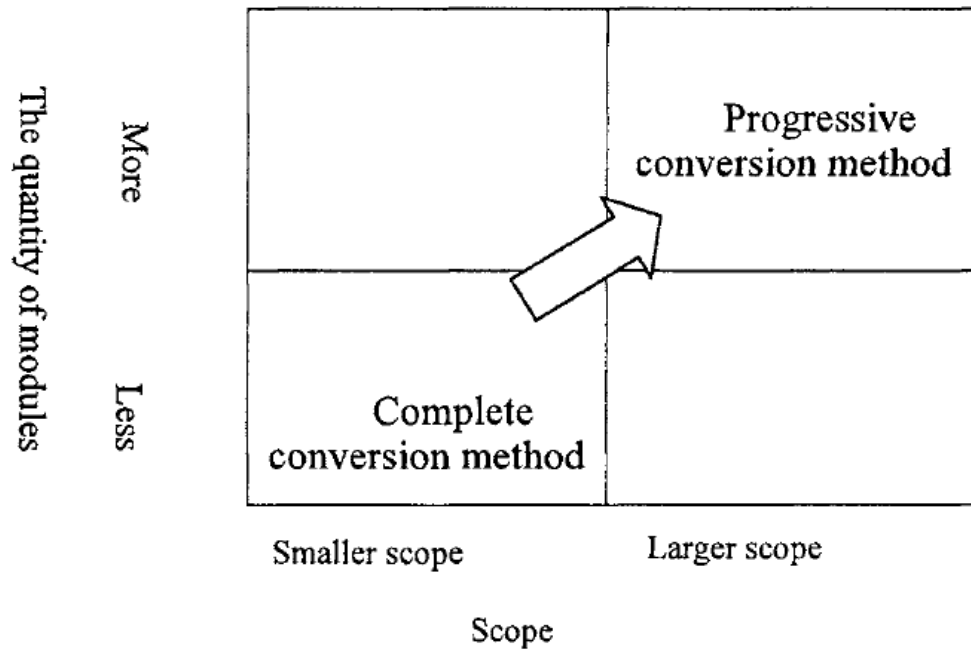 The quantity of modules
More
Less
Progressive
conversion method
Complete
conversion method
Smaller scope
Larger scope
Scope